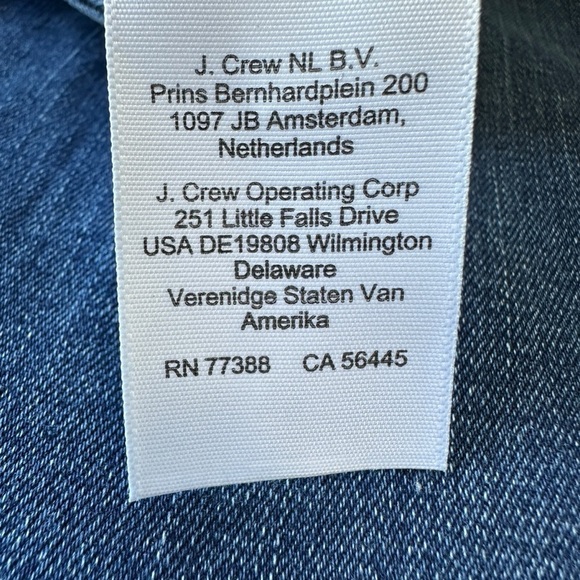 J. Crew NL B.V.
Prins Bernhardplein 200
1097 JB Amsterdam,
Netherlands
J. Crew Operating Corp
251 Little Falls Drive
USA DE19808 Wilmington
Delaware
Verenidge Staten Van
Amerika
RN 77388 CA 56445